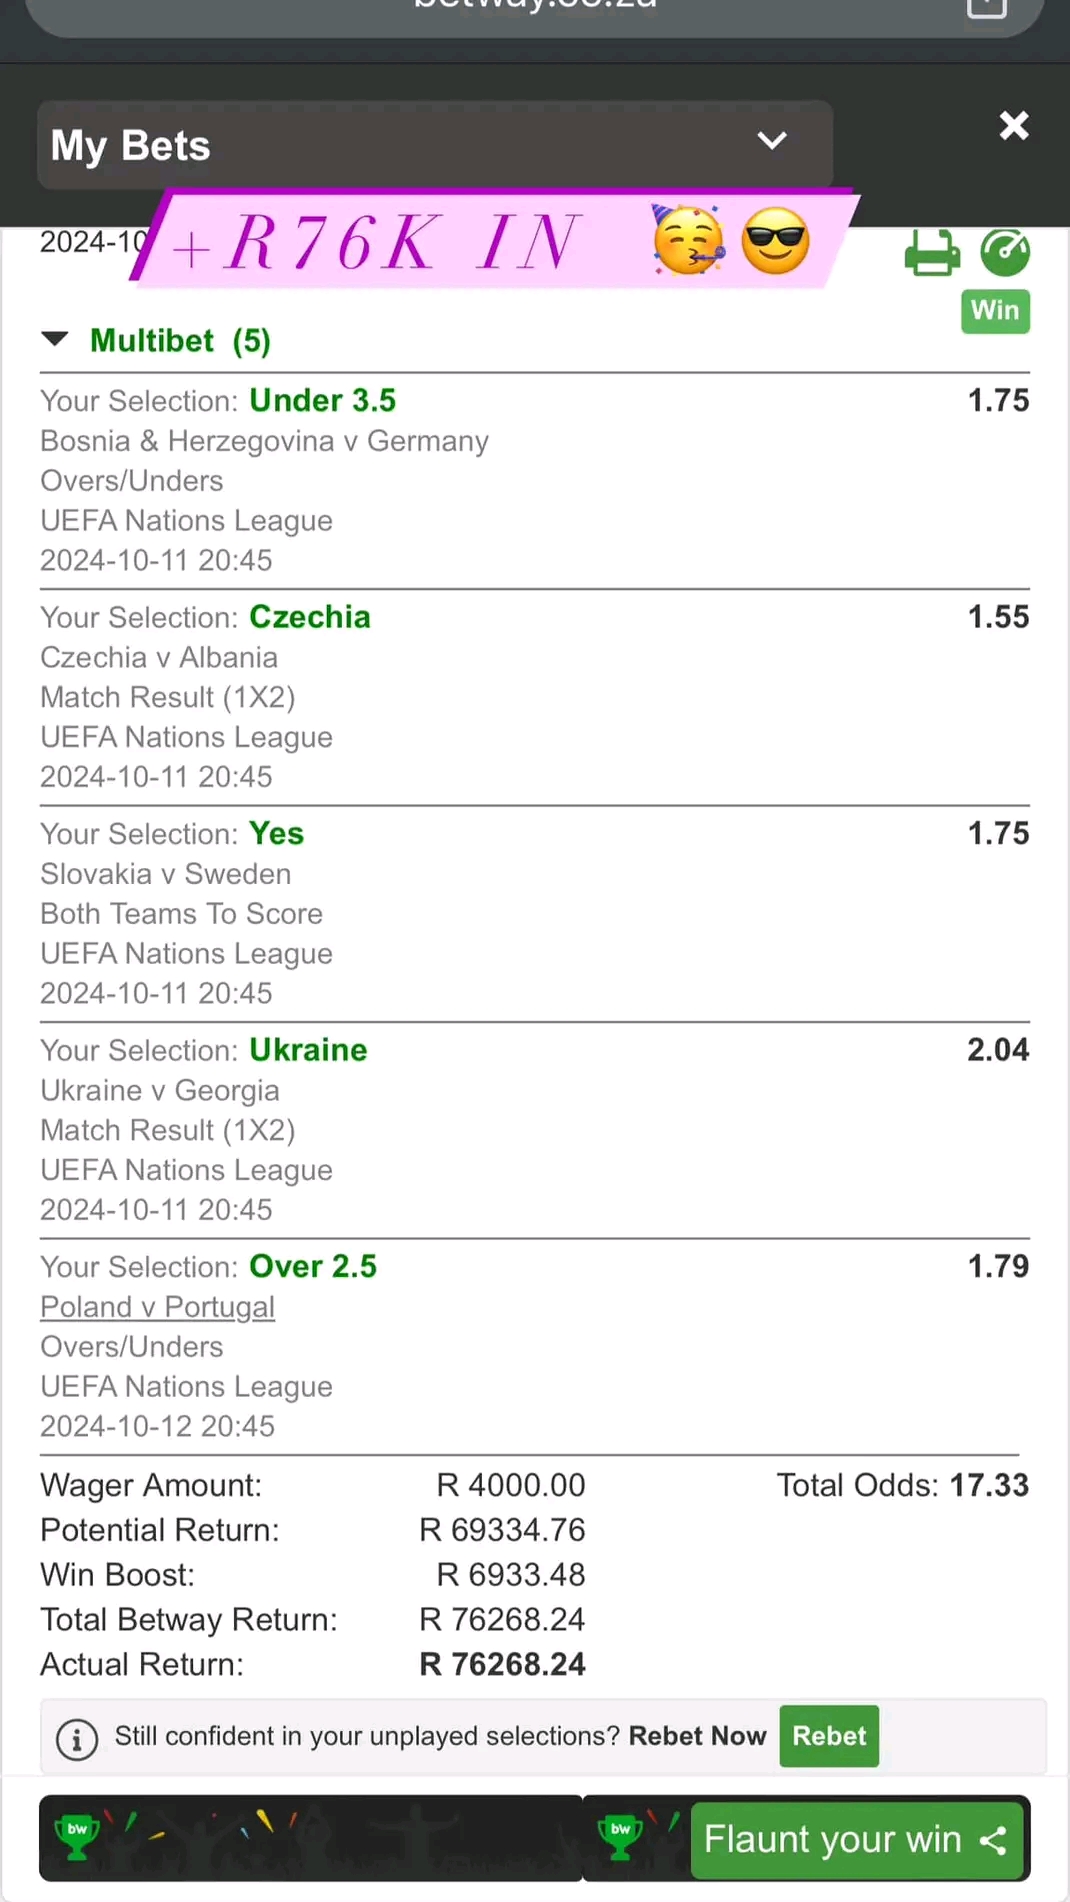 betway.co.za
My Bets
+R76K IN
2024-10
Win
Multibet (5)
Your Selection: Under 3.5 1.75
Bosnia & Herzegovina v Germany
Overs/Unders
UEFA Nations League
2024-10-11 20:45
Your Selection: Czechia 1.55
Czechia v Albania
Match Result (1X2)
UEFA Nations League
2024-10-11 20:45
Your Selection: Yes 1.75
Slovakia v Sweden
Both Teams To Score
UEFA Nations League
2024-10-11 20:45
Your Selection: Ukraine 2.04
Ukraine v Georgia
Match Result (1X2)
UEFA Nations League
2024-10-11 20:45
Your Selection: Over 2.5 1.79
Poland v Portugal
Overs/Unders
UEFA Nations League
2024-10-12 20:45
Wager Amount: R 4000.00 Total Odds: 17.33
Potential Return: R 69334.76
Win Boost: R 6933.48
Total Betway Return: R 76268.24
Actual Return: R 76268.24
Still confident in your unplayed selections? Rebet Now Rebet
bw bw Flaunt your win